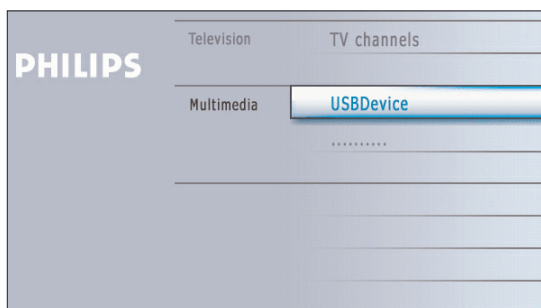 Television TV channels
PHILIPS
Multimedia USBDevice
..........